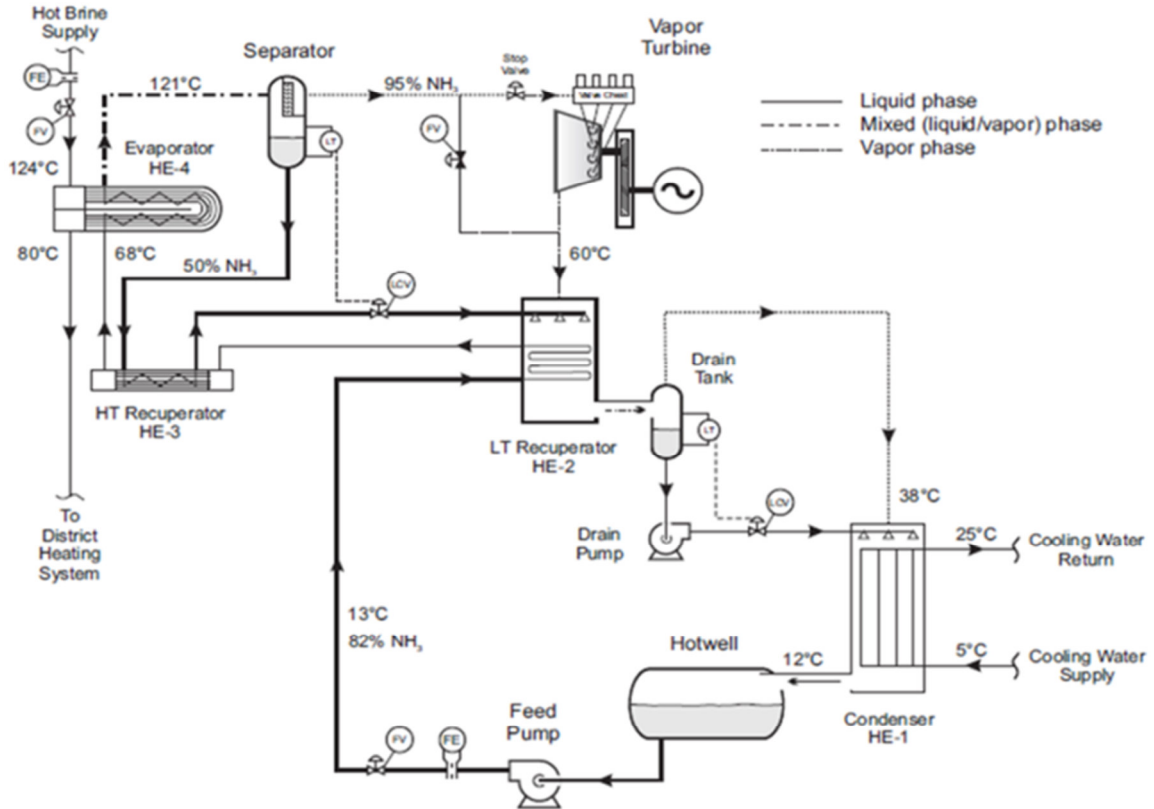 Hot Brine
Supply
FE
FV
124°C
80°C
121°C
Evaporator
HE-4
68°C
Separator
LT
95% NH₃
50% NH₃
Stop
Valve
Valve Chest
Vapor
Turbine
FV
60°C
Liquid phase
Mixed (liquid/vapor) phase
Vapor phase
LCV
HT Recuperator
HE-3
LT Recuperator
HE-2
Drain
Tank
LT
Drain
Pump
LCV
38°C
25°C
Cooling Water
Return
5°C
Cooling Water
Supply
Condenser
HE-1
12°C
Hotwell
Feed
Pump
FE
FV
13°C
82% NH₃
To
District
Heating
System